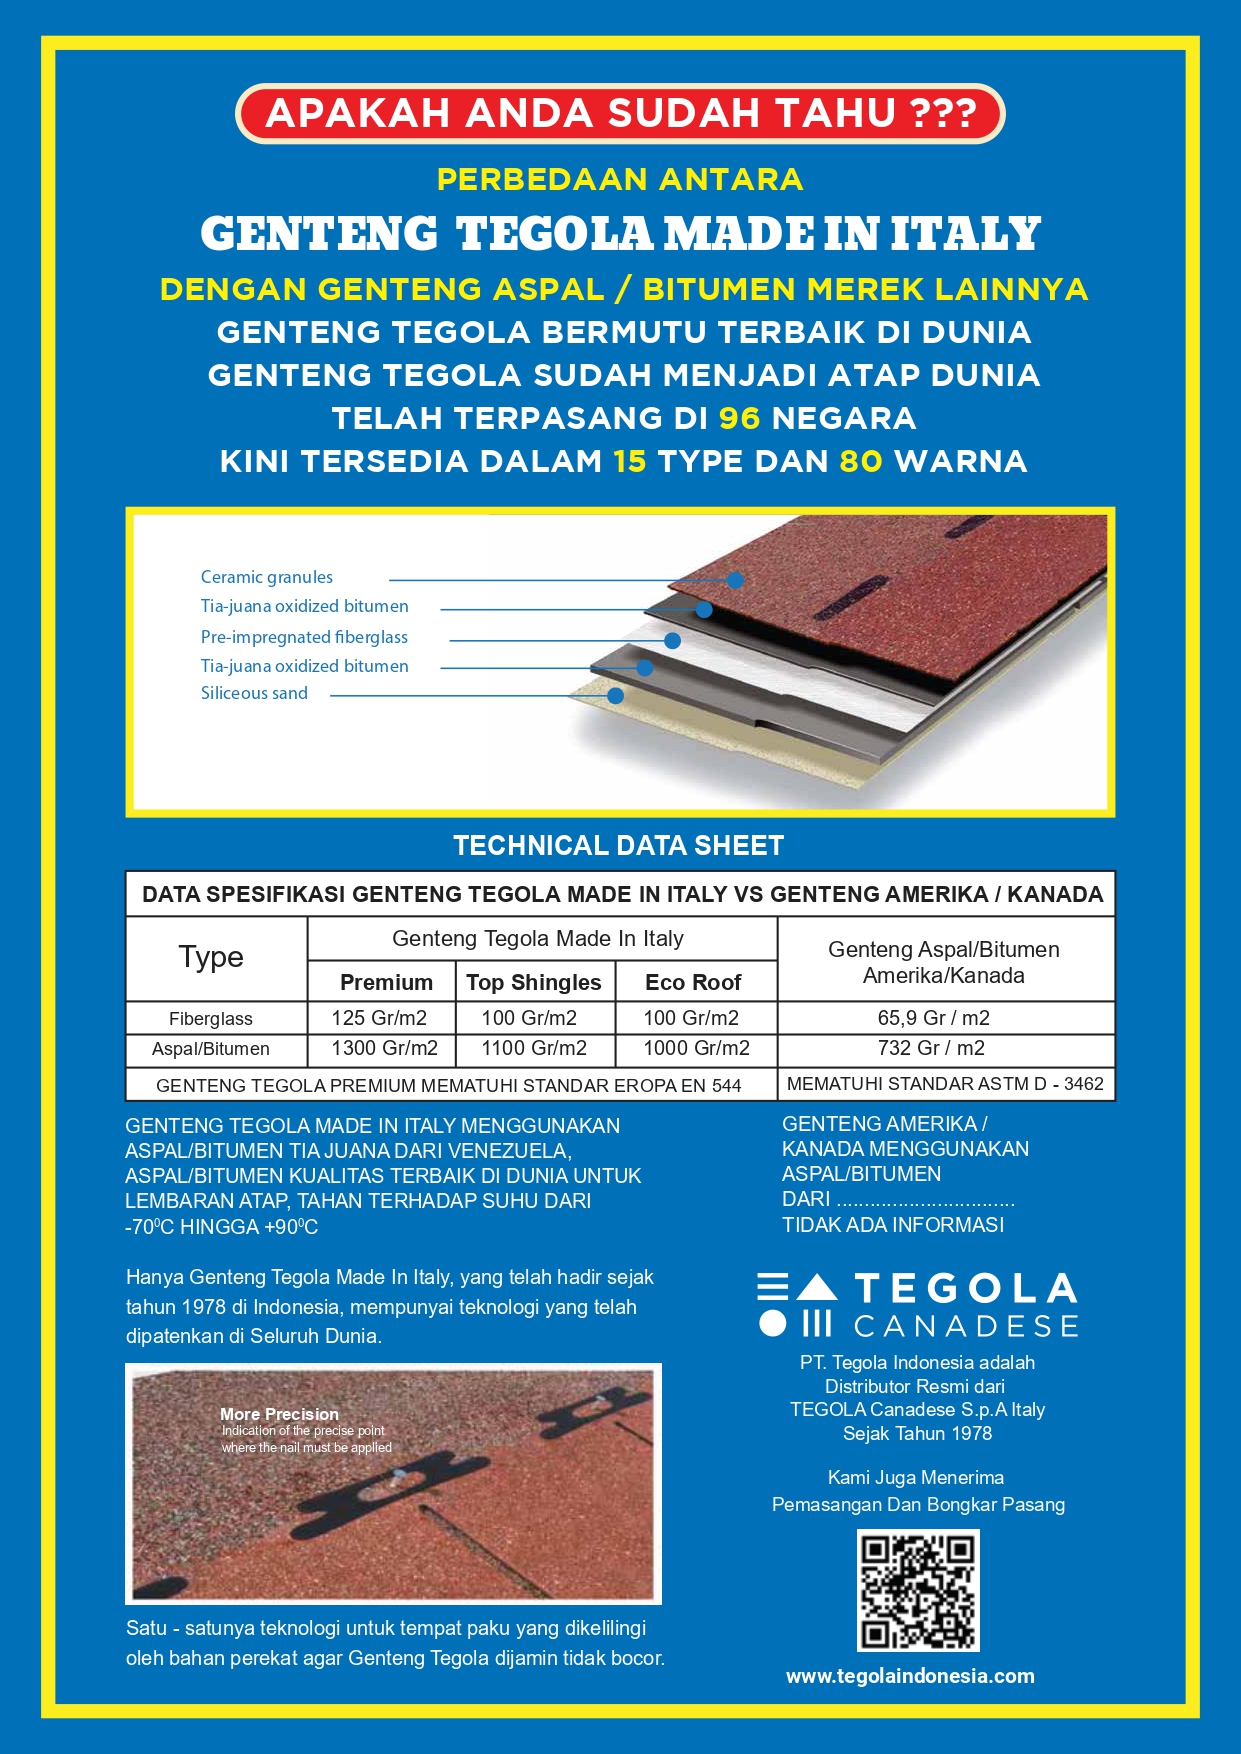 APAKAH ANDA SUDAH TAHU ???
PERBEDAAN ANTARA
GENTENG TEGOLA MADE IN ITALY
DENGAN GENTENG ASPAL / BITUMEN MEREK LAINNYA
GENTENG TEGOLA BERMUTU TERBAIK DI DUNIA
GENTENG TEGOLA SUDAH MENJADI ATAP DUNIA
TELAH TERPASANG DI 96 NEGARA
KINI TERSEDIA DALAM 15 TYPE DAN 80 WARNA
Ceramic granules
Tia-juana oxidized bitumen
Pre-impregnated fiberglass
Tia-juana oxidized bitumen
Siliceous sand
TECHNICAL DATA SHEET
DATA SPESIFIKASI GENTENG TEGOLA MADE IN ITALY VS GENTENG AMERIKA / KANADA
Type
Genteng Tegola Made In Italy
Genteng Aspal/Bitumen
Amerika/Kanada
Premium Top Shingles Eco Roof
Fiberglass 125 Gr/m2 100 Gr/m2 100 Gr/m2 65,9 Gr / m2
Aspal/Bitumen 1300 Gr/m2 1100 Gr/m2 1000 Gr/m2 732 Gr / m2
GENTENG TEGOLA PREMIUM MEMATUHI STANDAR EROPA EN 544 MEMATUHI STANDAR ASTM D - 3462
GENTENG TEGOLA MADE IN ITALY MENGGUNAKAN
ASPAL/BITUMEN TIA JUANA DARI VENEZUELA,
ASPAL/BITUMEN KUALITAS TERBAIK DI DUNIA UNTUK
LEMBARAN ATAP, TAHAN TERHADAP SUHU DARI
-70⁰C HINGGA +90⁰C
GENTENG AMERIKA /
KANADA MENGGUNAKAN
ASPAL/BITUMEN
DARI ................................
TIDAK ADA INFORMASI
Hanya Genteng Tegola Made In Italy, yang telah hadir sejak
tahun 1978 di Indonesia, mempunyai teknologi yang telah
dipatenkan di Seluruh Dunia.
More Precision
Indication of the precise point
where the nail must be applied
Satu - satunya teknologi untuk tempat paku yang dikelilingi
oleh bahan perekat agar Genteng Tegola dijamin tidak bocor.
TEGOLA
CANADESE
PT. Tegola Indonesia adalah
Distributor Resmi dari
TEGOLA Canadese S.p.A Italy
Sejak Tahun 1978
Kami Juga Menerima
Pemasangan Dan Bongkar Pasang
www.tegolaindonesia.com